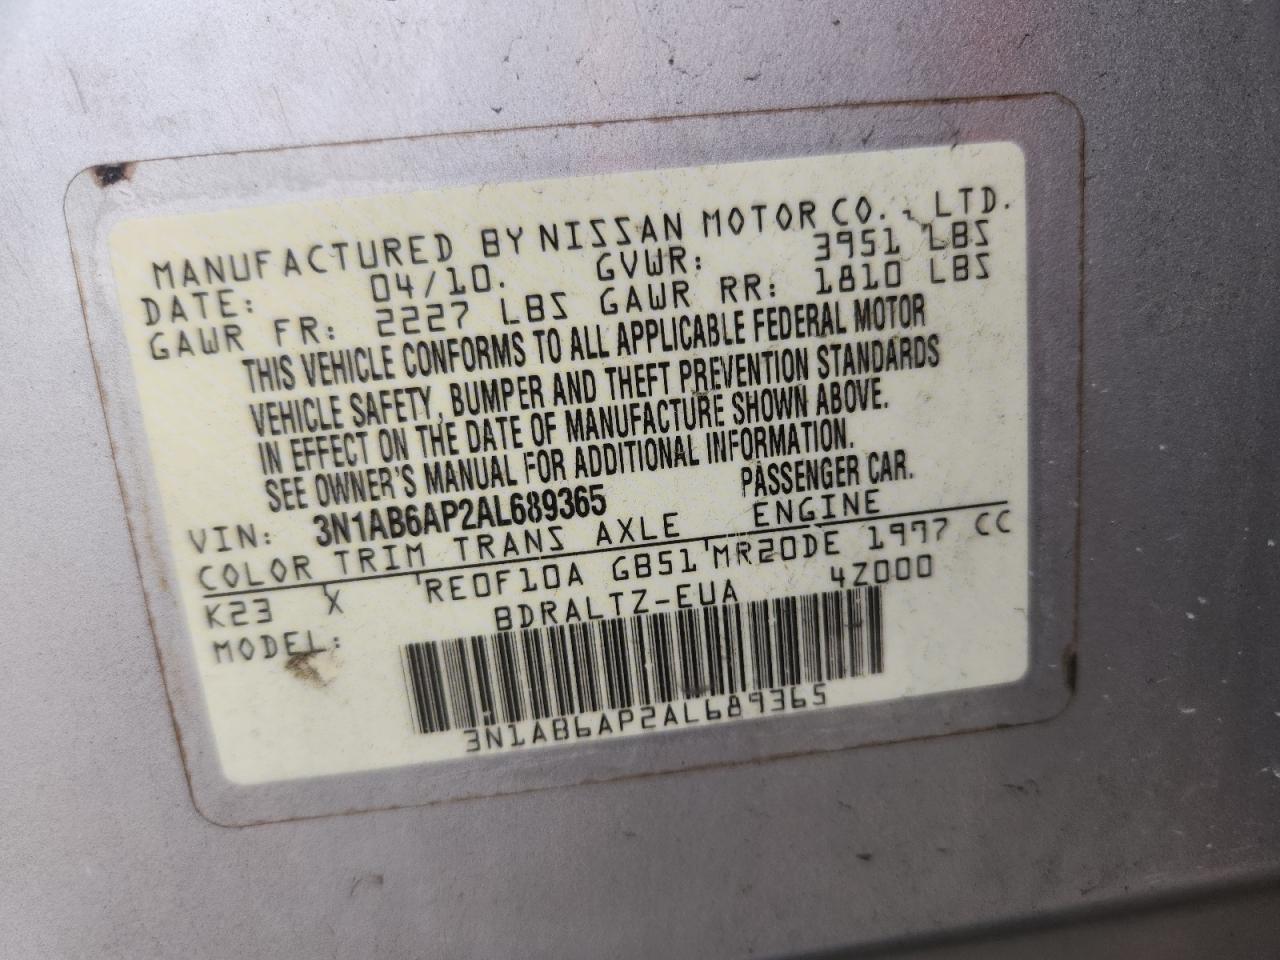 MANUFACTURED BY NISSAN MOTOR CO., LTD.
DATE: 04/10. GVWR: 3951 LBS
GAWR FR: 2227 LBS GAWR RR: 1810 LBS
THIS VEHICLE CONFORMS TO ALL APPLICABLE FEDERAL MOTOR
VEHICLE SAFETY, BUMPER AND THEFT PREVENTION STANDARDS
IN EFFECT ON THE DATE OF MANUFACTURE SHOWN ABOVE.
SEE OWNER'S MANUAL FOR ADDITIONAL INFORMATION.
VIN: 3N1AB6AP2AL689365 PASSENGER CAR.
COLOR TRIM TRANS AXLE ENGINE
K23 X RE0F10A GB51 MR20DE 1997 CC
MODEL: BDRALTZ-EUA 4Z000
3N1AB6AP2AL689365